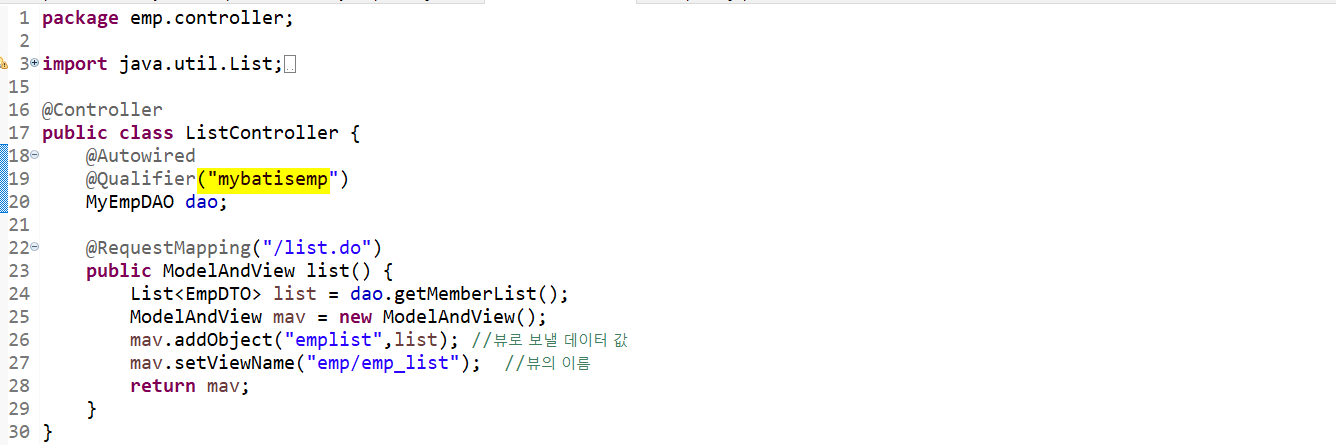 1 package emp.controller;
2
3 import java.util.List;
15
16 @Controller
17 public class ListController {
18 @Autowired
19 @Qualifier("mybatisemp")
20 MyEmpDAO dao;
21
22 @RequestMapping("/list.do")
23 public ModelAndView list() {
24 List<EmpDTO> list = dao.getMemberList();
25 ModelAndView mav = new ModelAndView();
26 mav.addObject("emplist",list); //뷰로 보낼 데이터 값
27 mav.setViewName("emp/emp_list");  //뷰의 이름
28 return mav;
29 }
30 }